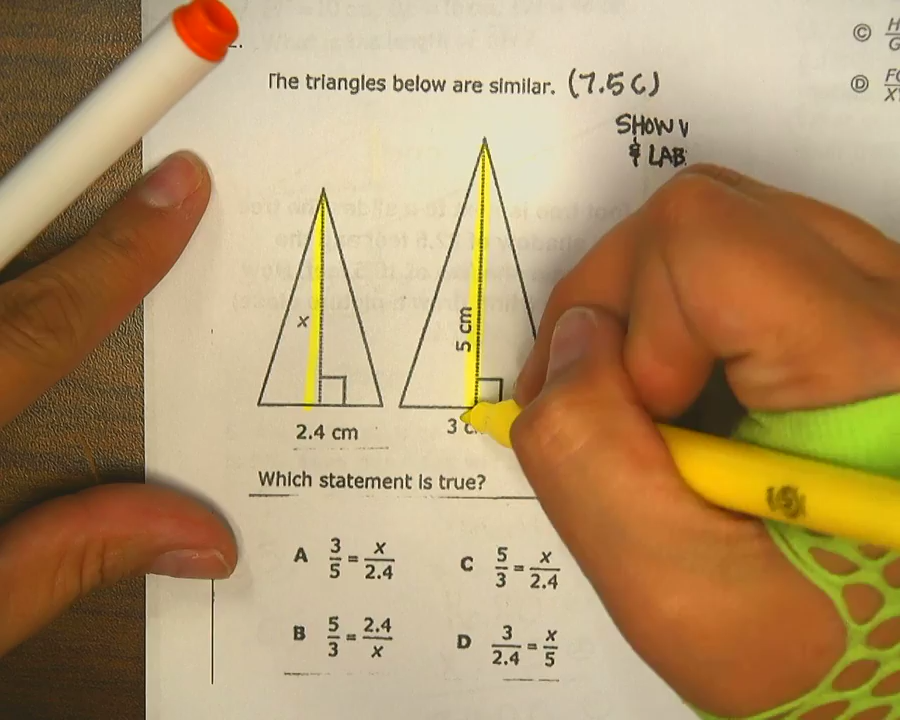 The triangles below are similar. (7.5C)
SHOW
& LAB
x
5 cm
2.4 cm
3 c
Which statement is true?
A 3/5 = x/2.4
C 5/3 = x/2.4
B 5/3 = 2.4/x
D 3/2.4 = x/5
C H/G
D